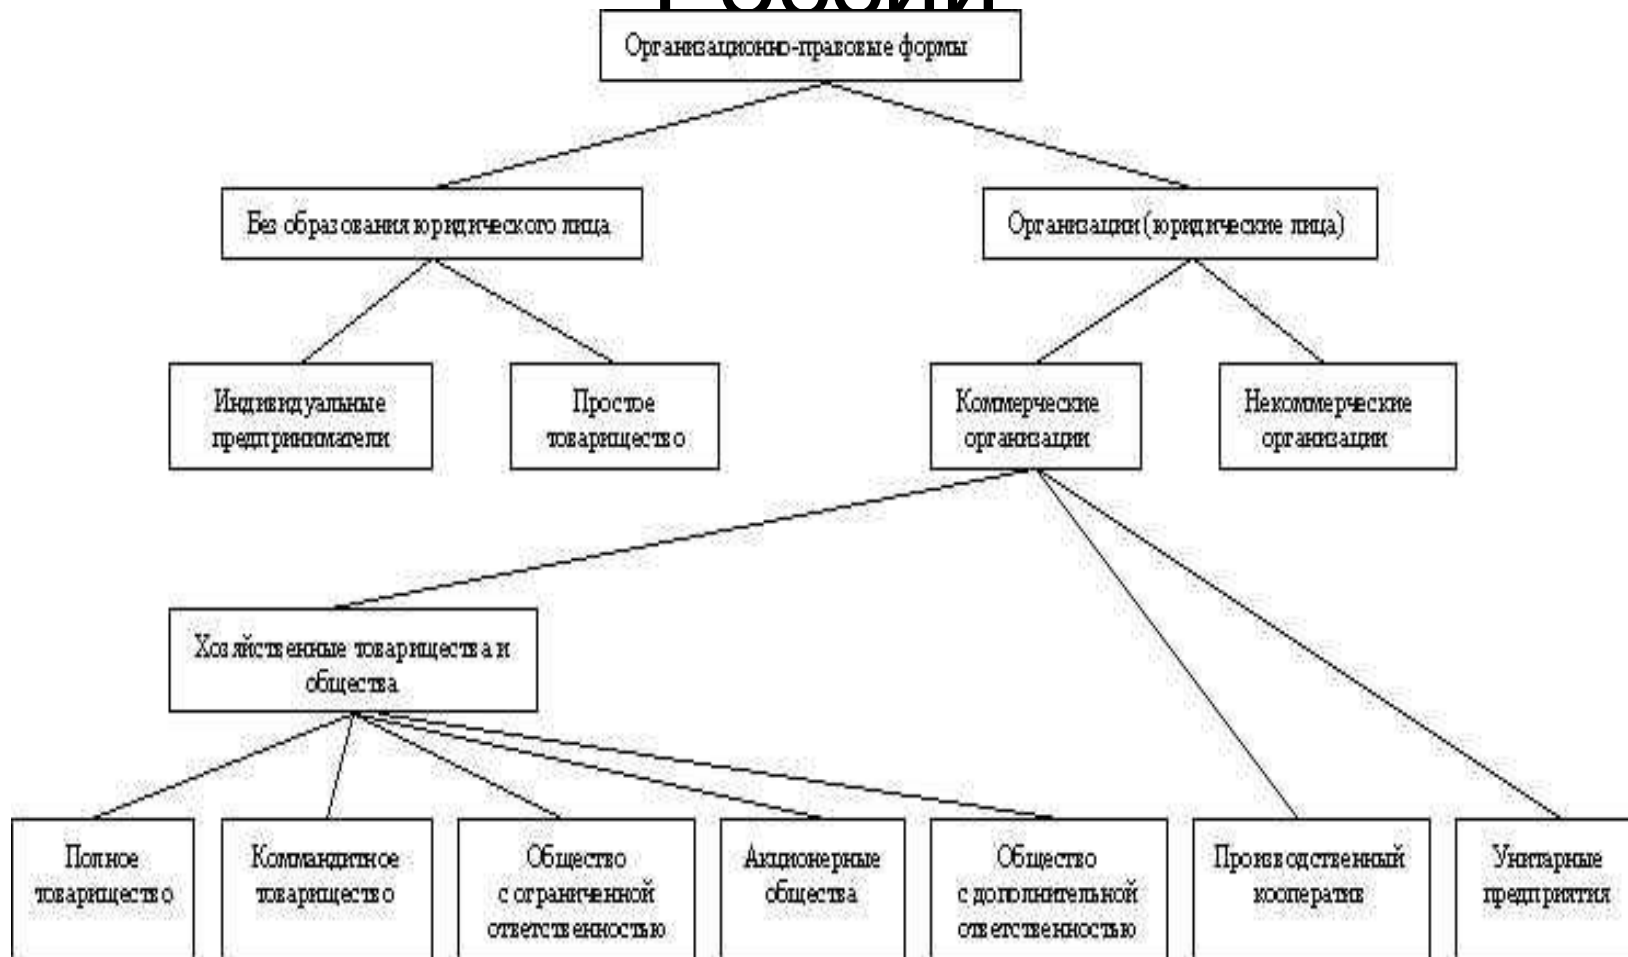 России
Организационно-правовые формы
Без образования юридического лица
Организации (юридические лица)
Индивидуальные
предприниматели
Простое
товарищество
Коммерческие
организации
Некоммерческие
организации
Хозяйственные товарищества и
общества
Полное
товарищество
Коммандитное
товарищество
Общество
с ограниченной
ответственностью
Акционерные
общества
Общество
с дополнительной
ответственностью
Производственный
кооператив
Унитарные
предприятия